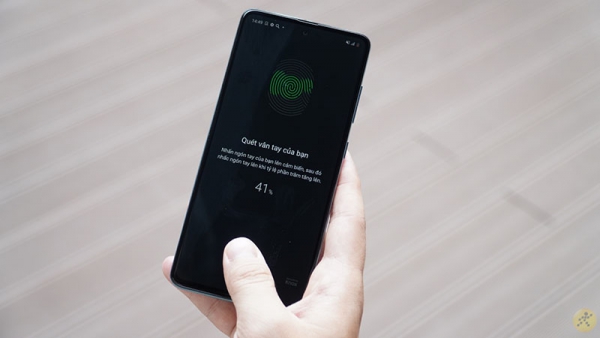 14:09
Quét vân tay của bạn
Nhấn ngón tay của bạn lên cảm biến, sau đó
nhấc ngón tay lên khi tỷ lệ phần trăm tăng lên.
41%